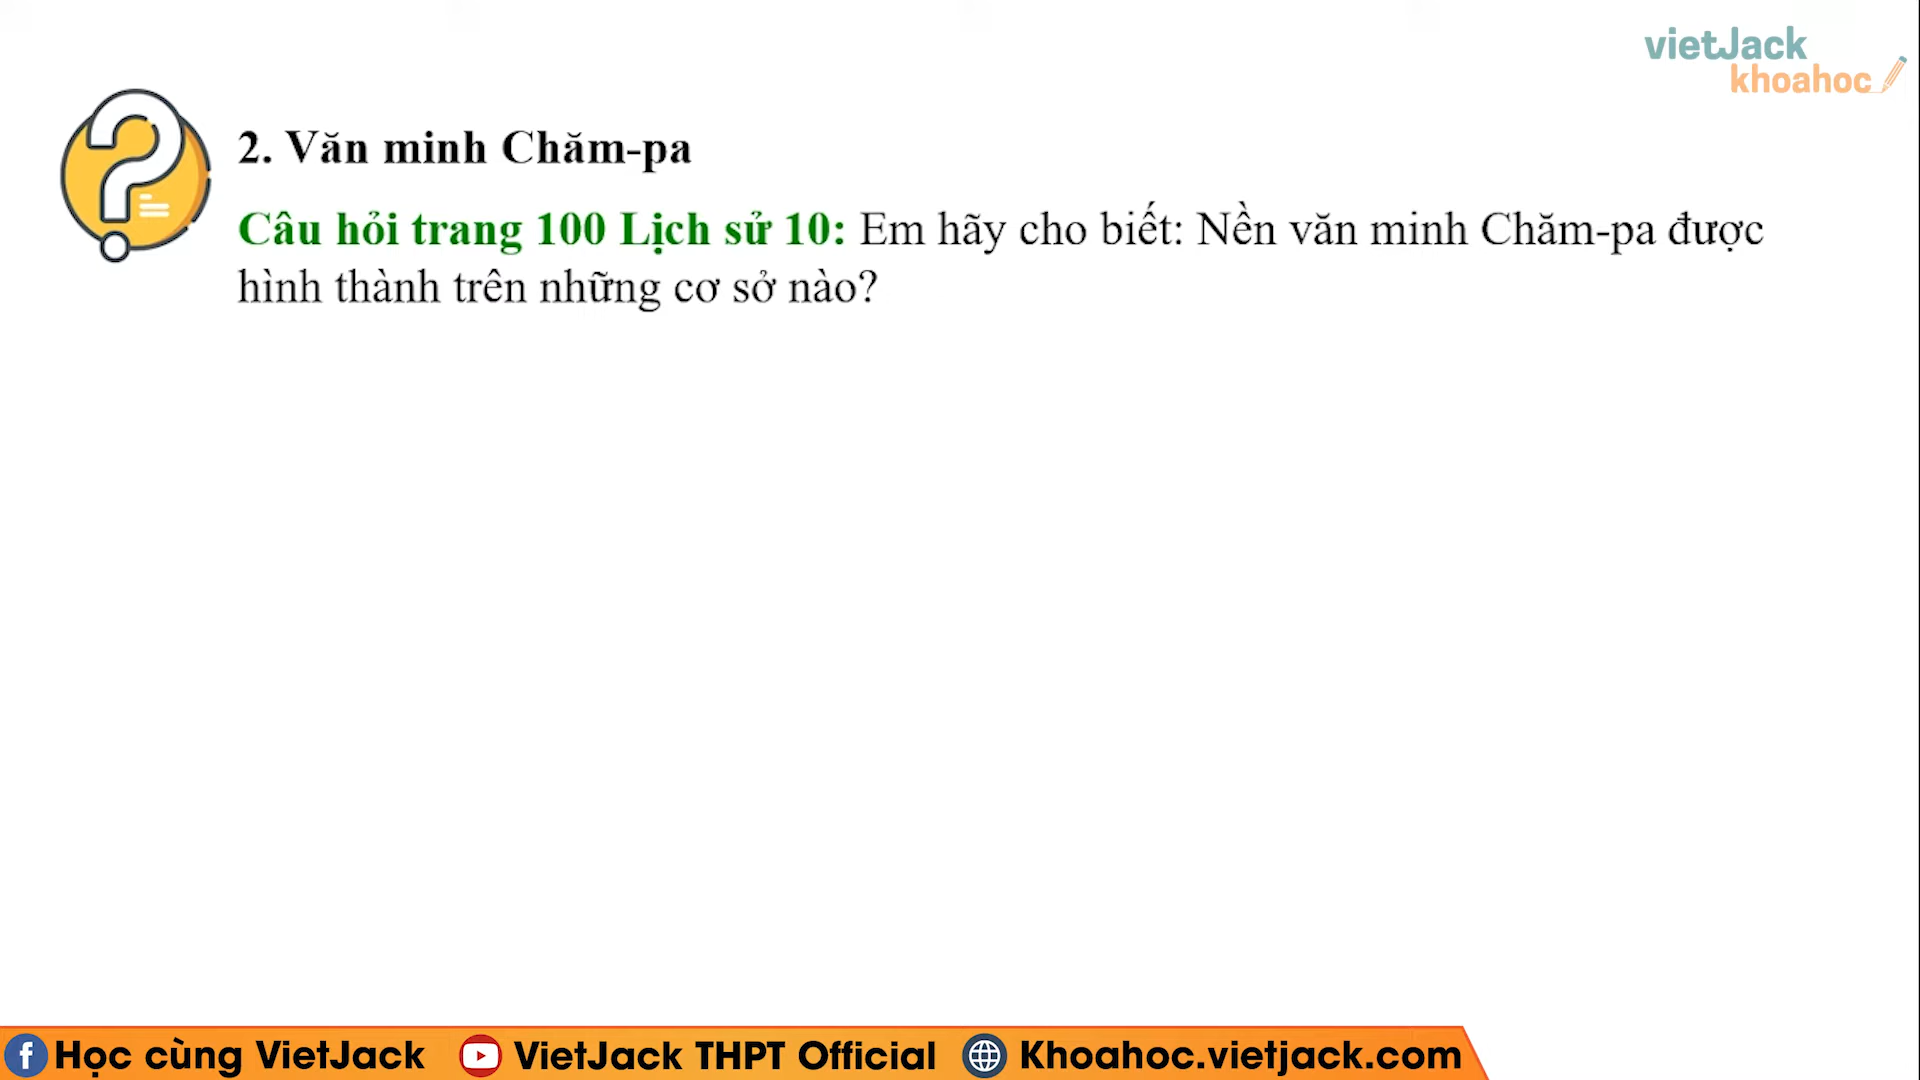 vietJack
khoahoc
2. Văn minh Chăm-pa
Câu hỏi trang 100 Lịch sử 10: Em hãy cho biết: Nền văn minh Chăm-pa được
hình thành trên những cơ sở nào?
Học cùng VietJack VietJack THPT Official Khoahoc.vietjack.com